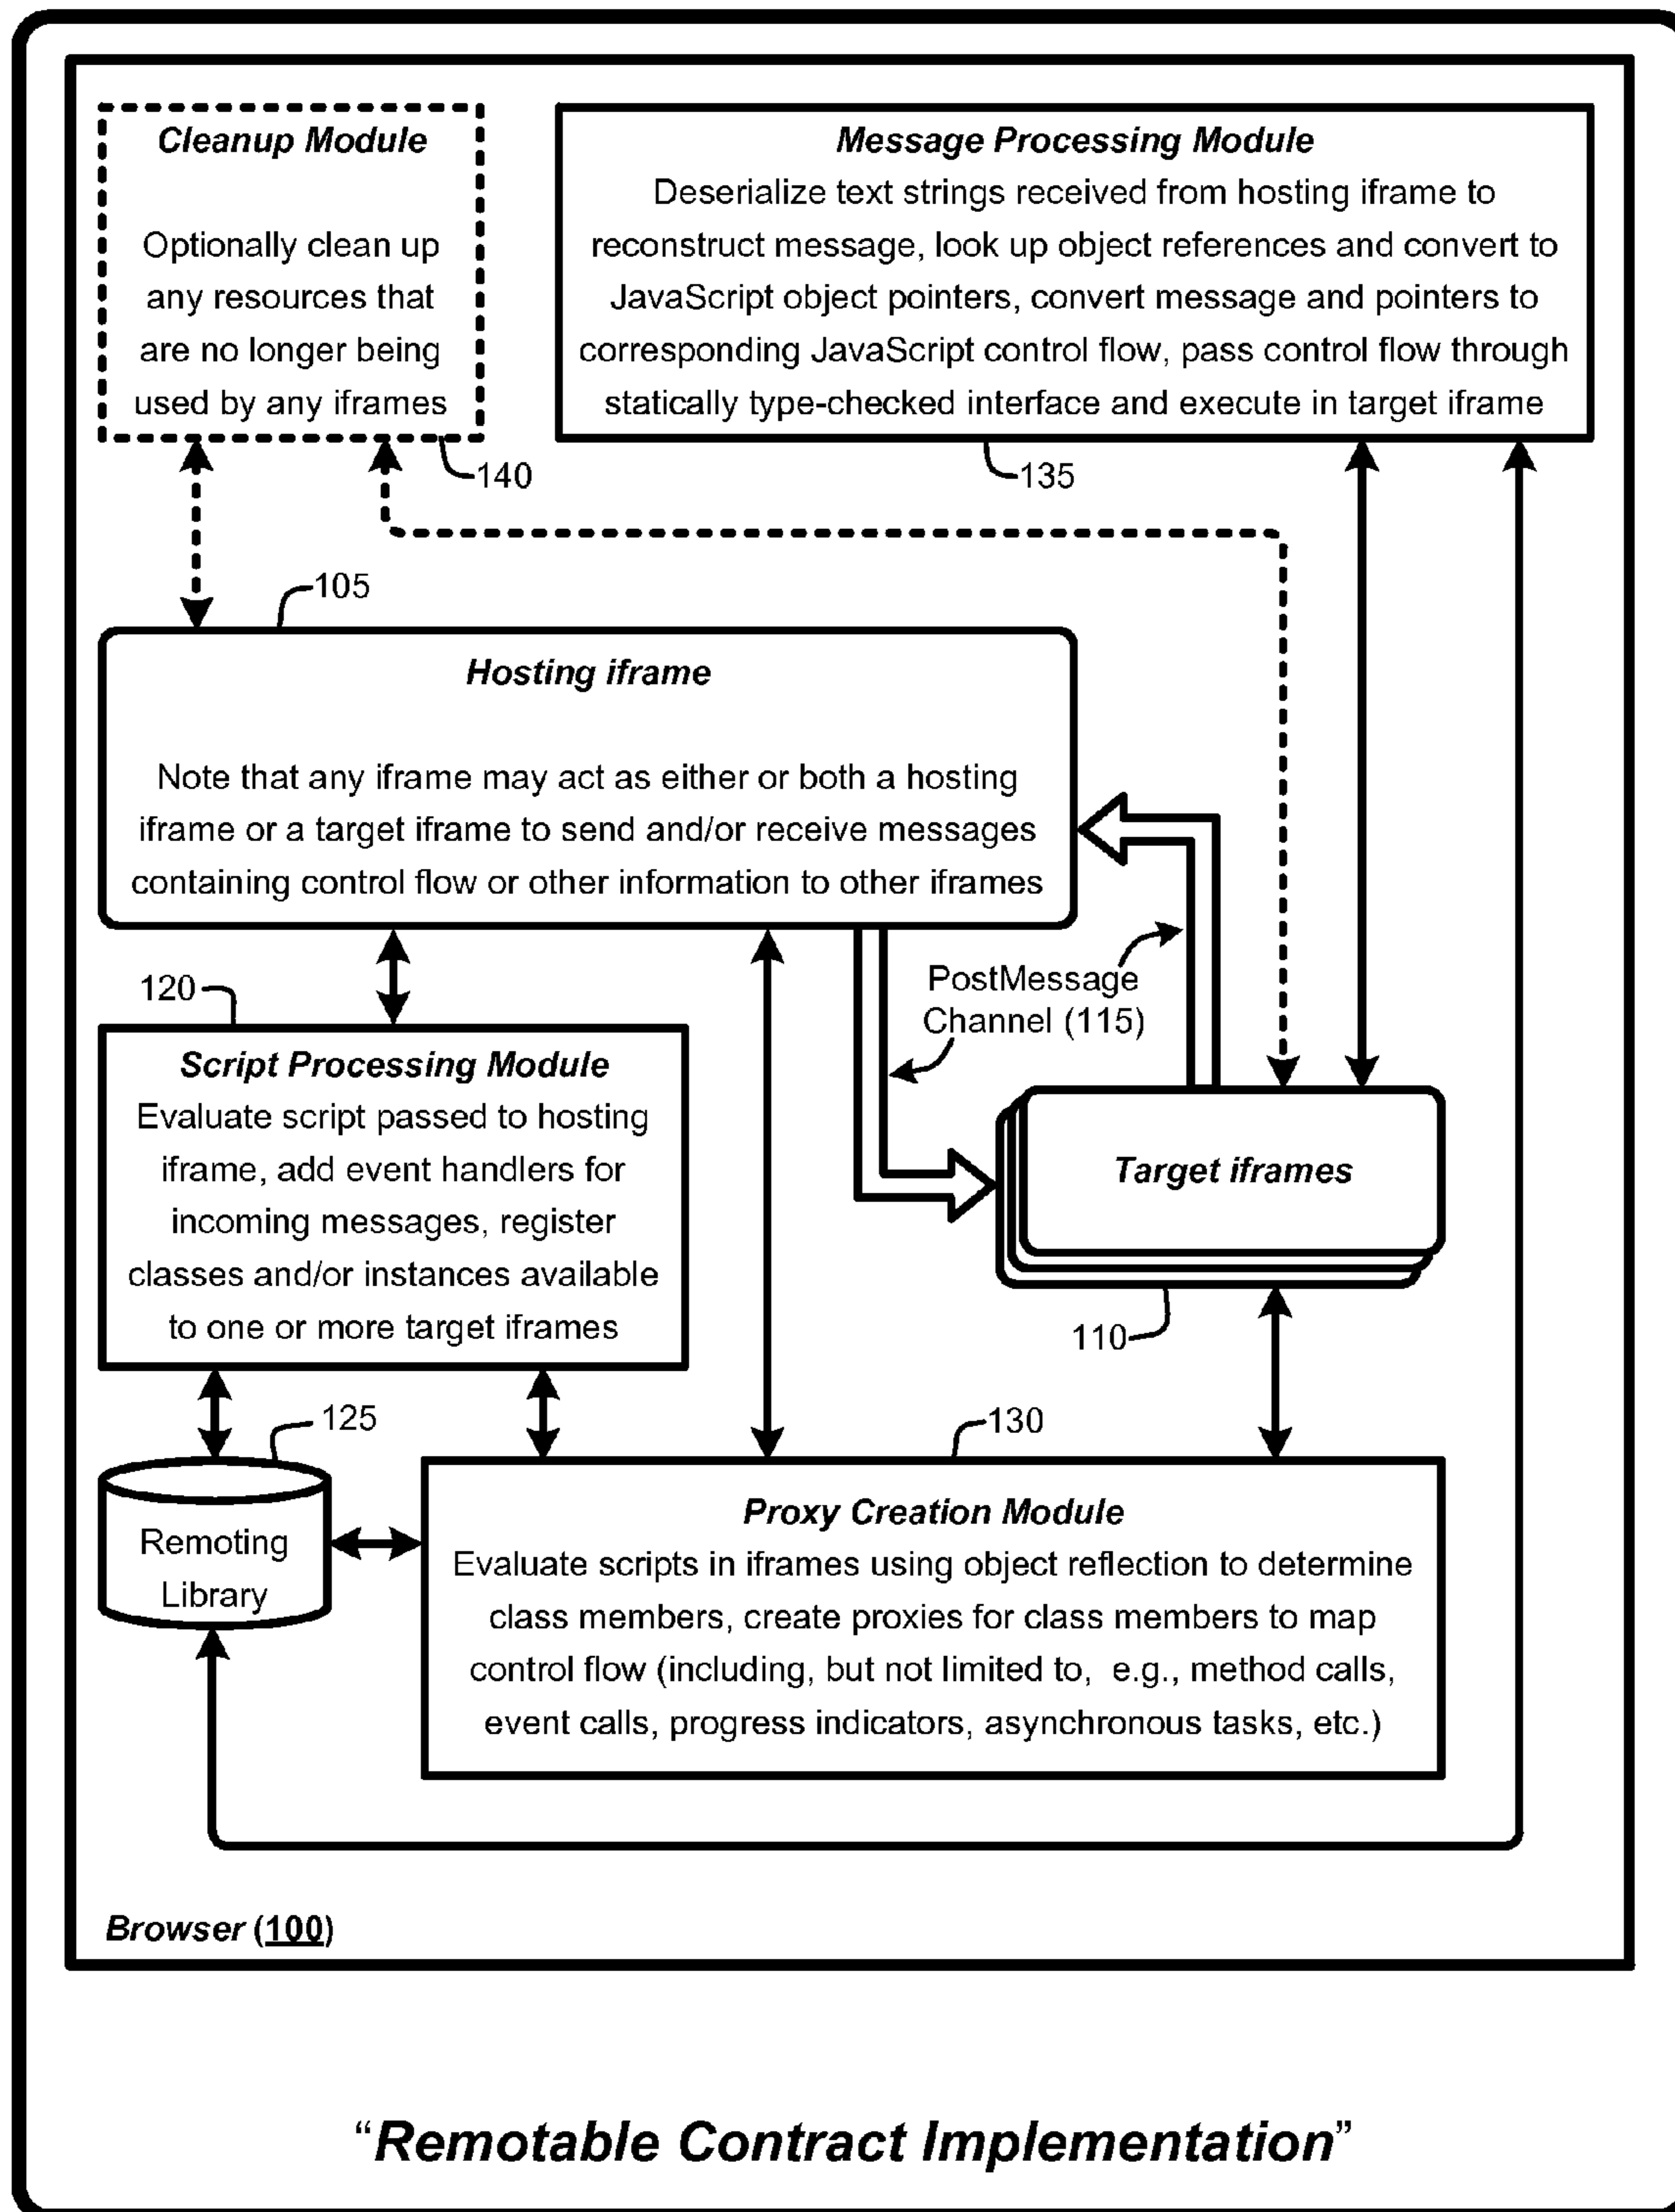 Cleanup Module
Optionally clean up
any resources that
are no longer being
used by any iframes
140
Message Processing Module
Deserialize text strings received from hosting iframe to
reconstruct message, look up object references and convert to
JavaScript object pointers, convert message and pointers to
corresponding JavaScript control flow, pass control flow through
statically type-checked interface and execute in target iframe
135
105
Hosting iframe
Note that any iframe may act as either or both a hosting
iframe or a target iframe to send and/or receive messages
containing control flow or other information to other iframes
PostMessage
Channel (115)
120
Script Processing Module
Evaluate script passed to hosting
iframe, add event handlers for
incoming messages, register
classes and/or instances available
to one or more target iframes
Target iframes
110
125
Remoting
Library
130
Proxy Creation Module
Evaluate scripts in iframes using object reflection to determine
class members, create proxies for class members to map
control flow (including, but not limited to, e.g., method calls,
event calls, progress indicators, asynchronous tasks, etc.)
Browser (100)
“Remotable Contract Implementation”